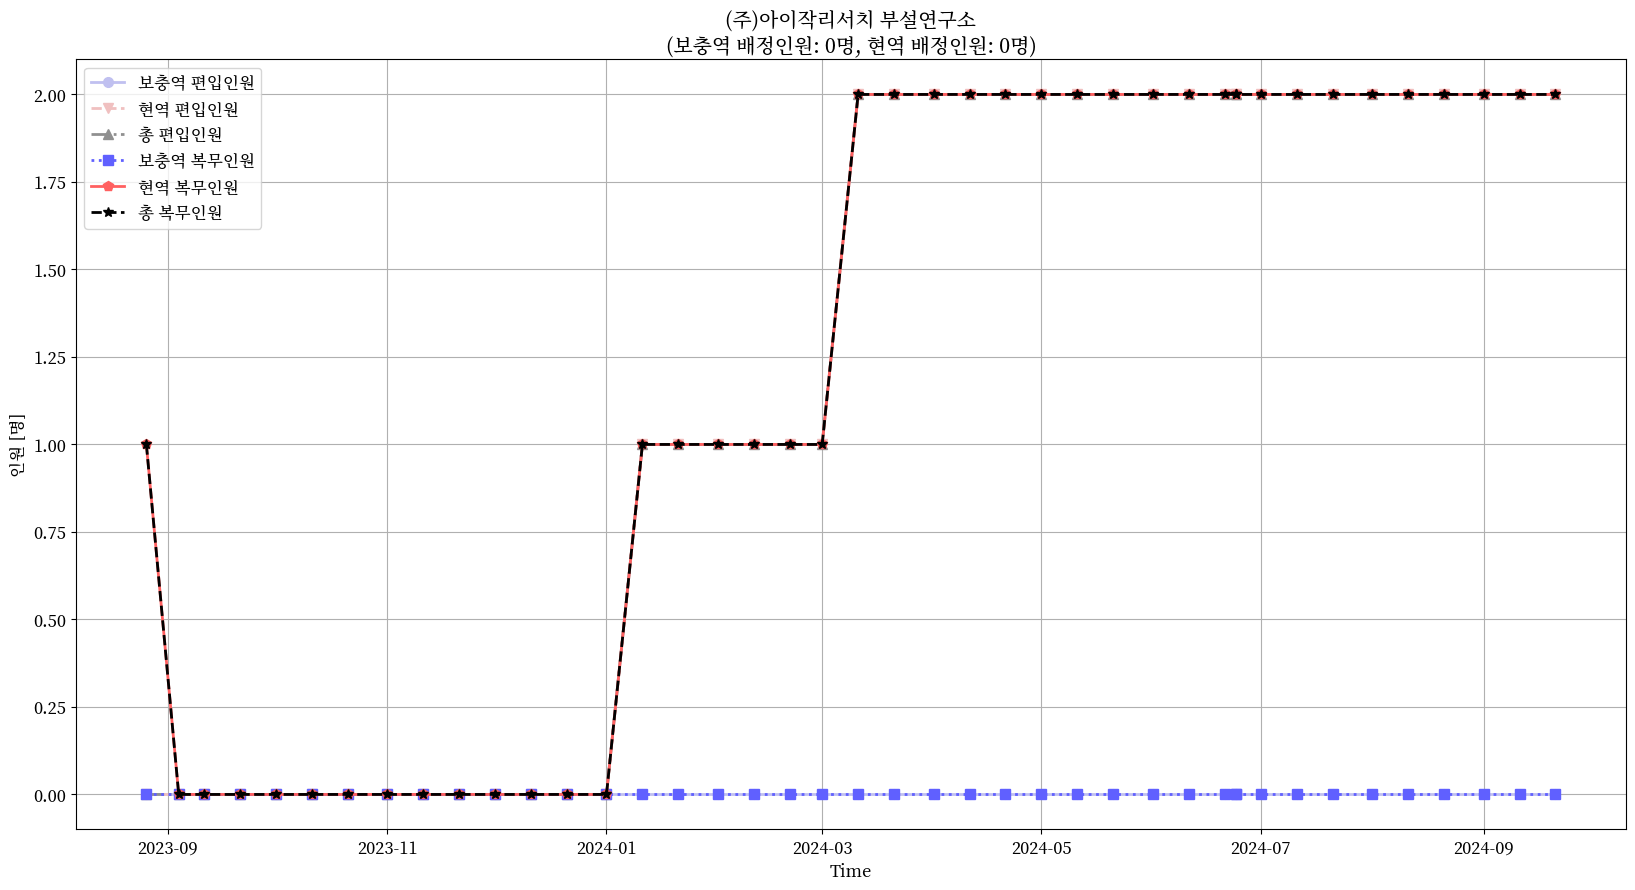 (주)아이작리서치 부설연구소
(보충역 배정인원: 0명, 현역 배정인원: 0명)
보충역 편입인원
현역 편입인원
총 편입인원
보충역 복무인원
현역 복무인원
총 복무인원
2.00
1.75
1.50
1.25
1.00
0.75
0.50
0.25
0.00
인원 [명]
2023-09 2023-11 2024-01 2024-03 2024-05 2024-07 2024-09
Time